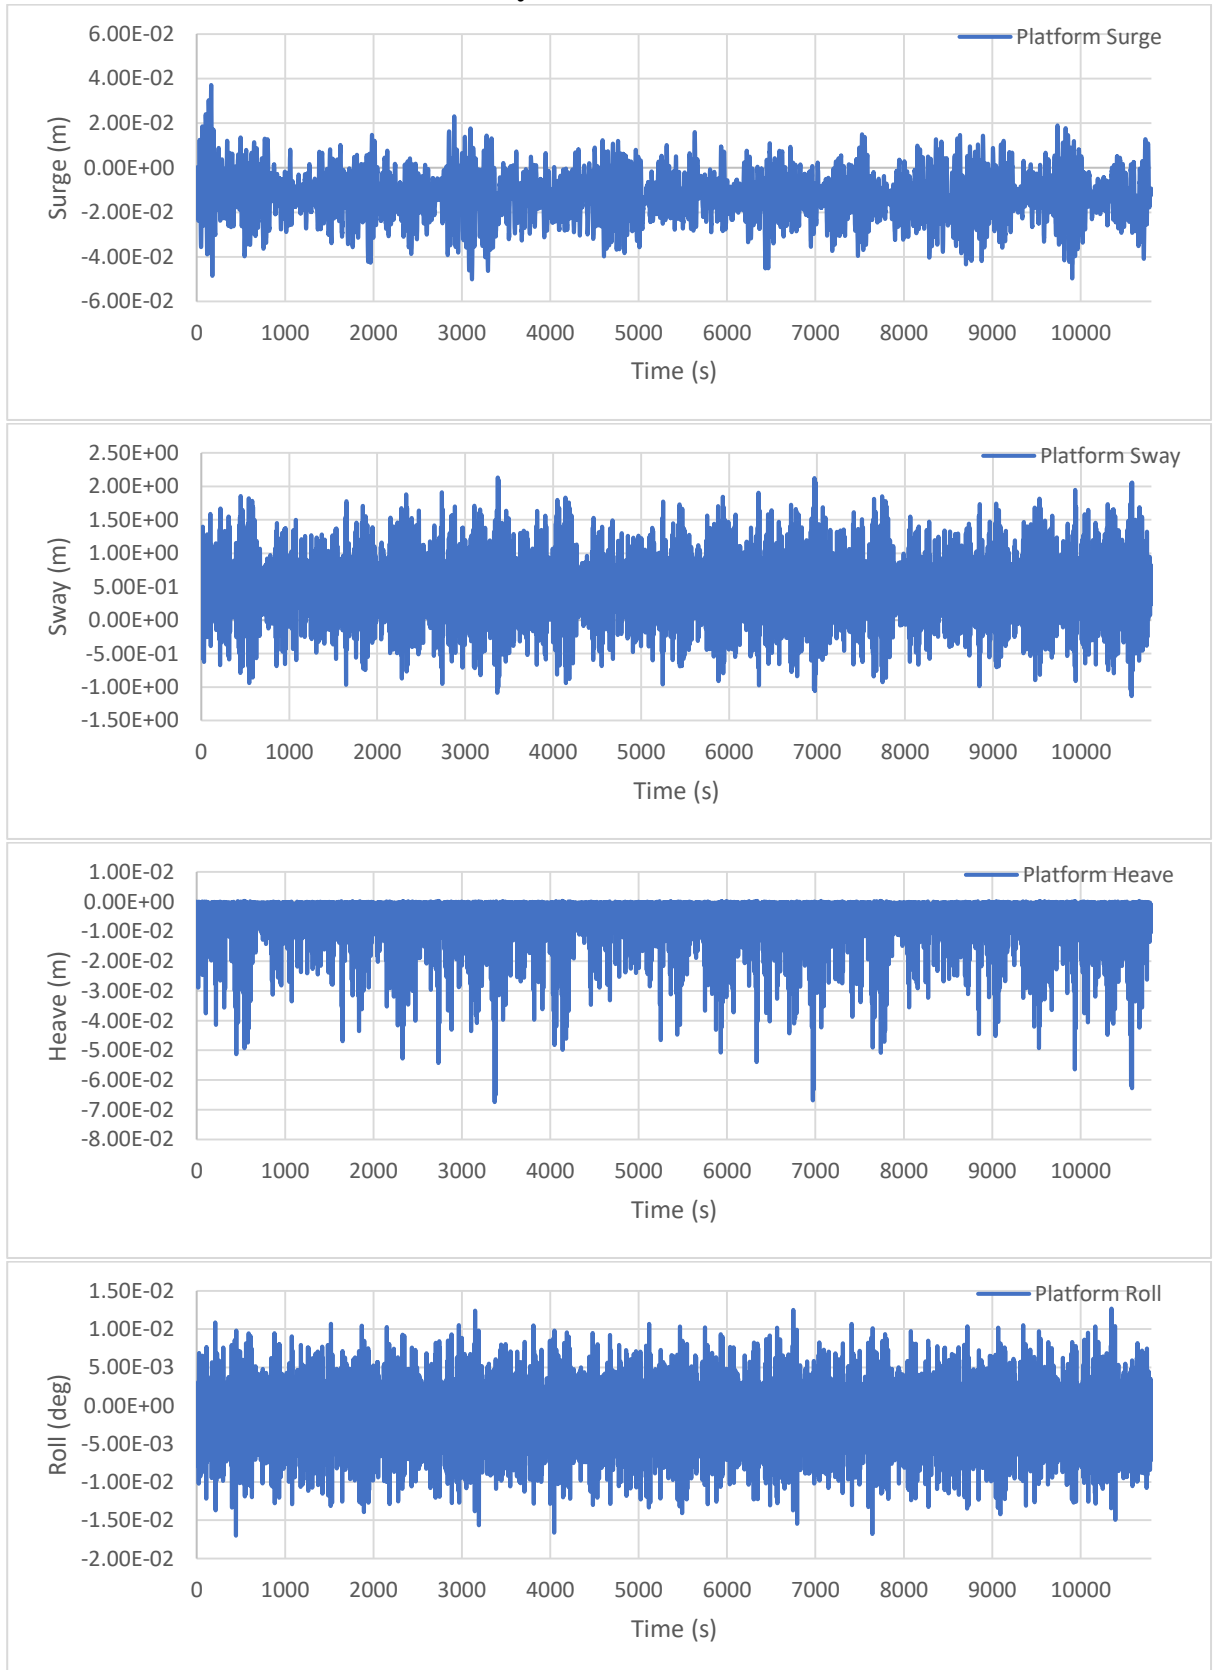 Platform Surge
6.00E-02
4.00E-02
2.00E-02
0.00E+00
-2.00E-02
-4.00E-02
-6.00E-02
Surge (m)
0 1000 2000 3000 4000 5000 6000 7000 8000 9000 10000
Time (s)
Platform Sway
2.50E+00
2.00E+00
1.50E+00
1.00E+00
5.00E-01
0.00E+00
-5.00E-01
-1.00E+00
-1.50E+00
Sway (m)
0 1000 2000 3000 4000 5000 6000 7000 8000 9000 10000
Time (s)
Platform Heave
1.00E-02
0.00E+00
-1.00E-02
-2.00E-02
-3.00E-02
-4.00E-02
-5.00E-02
-6.00E-02
-7.00E-02
-8.00E-02
Heave (m)
0 1000 2000 3000 4000 5000 6000 7000 8000 9000 10000
Time (s)
Platform Roll
1.50E-02
1.00E-02
5.00E-03
0.00E+00
-5.00E-03
-1.00E-02
-1.50E-02
-2.00E-02
Roll (deg)
0 1000 2000 3000 4000 5000 6000 7000 8000 9000 10000
Time (s)